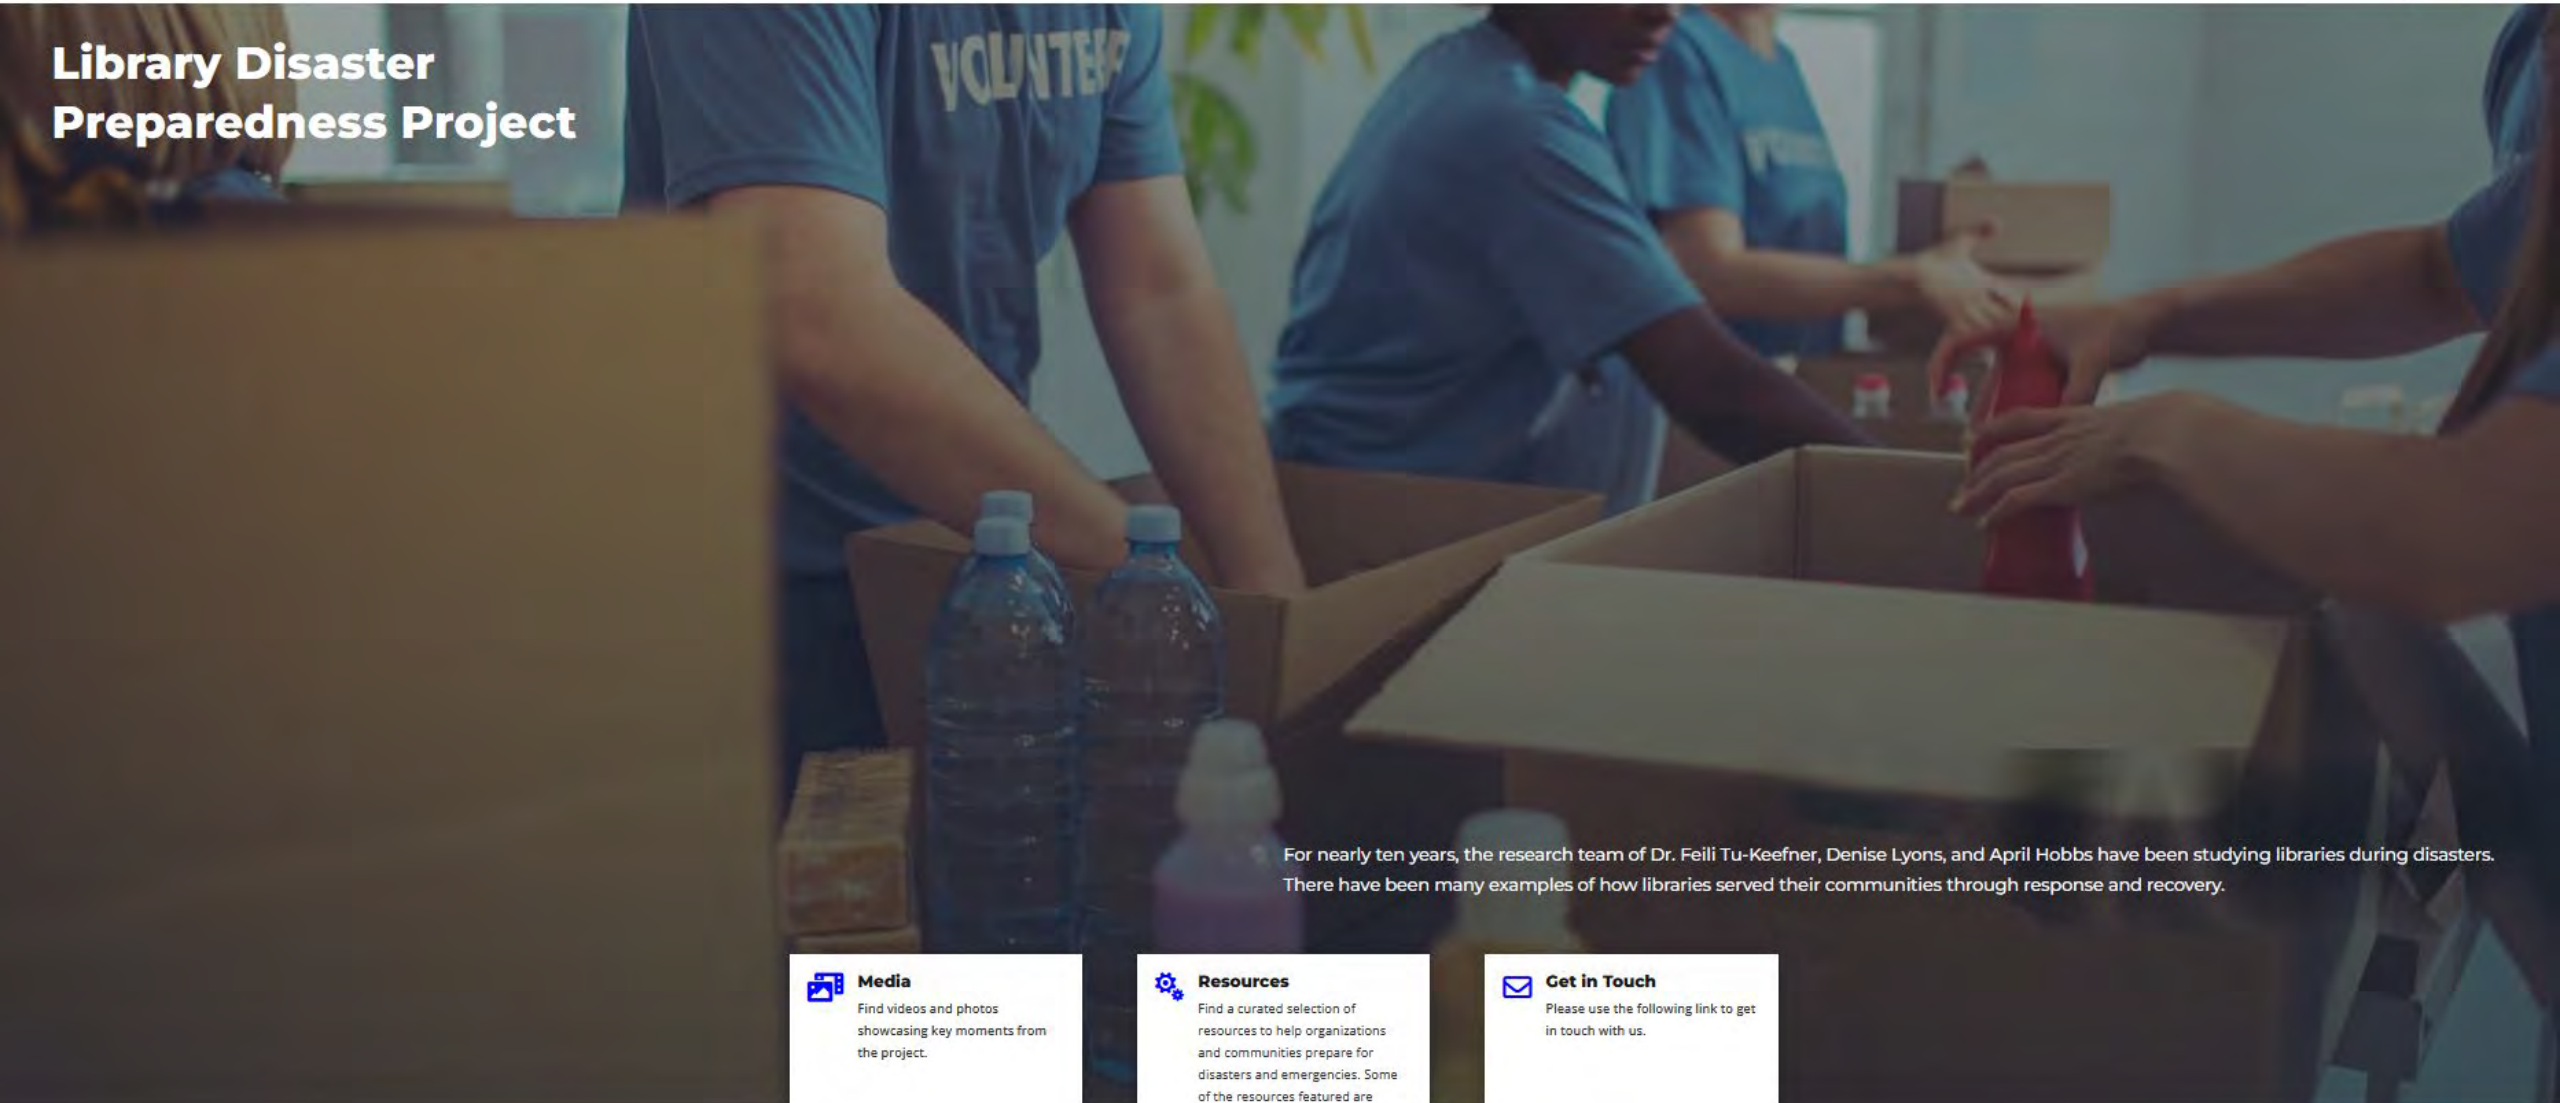 Library Disaster
Preparedness Project
VOLUNTEER
For nearly ten years, the research team of Dr. Feili Tu-Keefner, Denise Lyons, and April Hobbs have been studying libraries during disasters.
There have been many examples of how libraries served their communities through response and recovery.
Media
Find videos and photos
showcasing key moments from
the project.
Resources
Find a curated selection of
resources to help organizations
and communities prepare for
disasters and emergencies. Some
of the resources featured are
Get in Touch
Please use the following link to get
in touch with us.